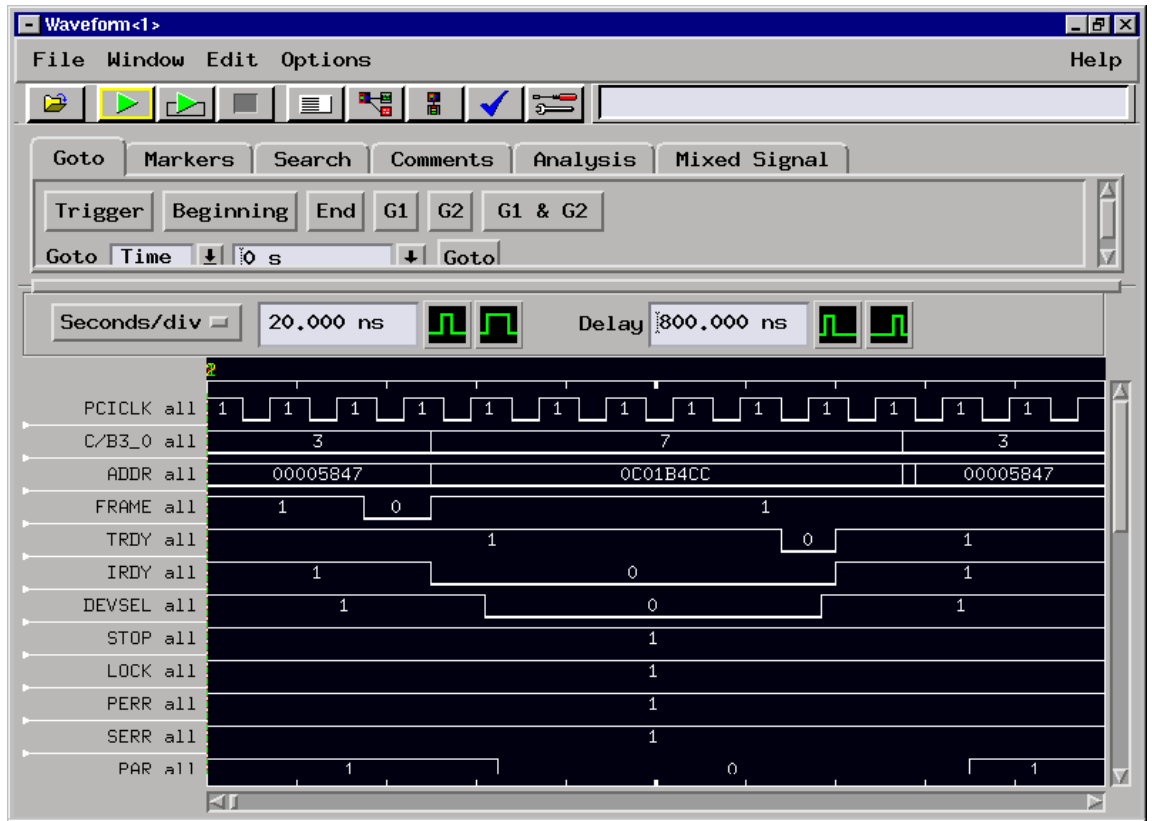 Waveform<1>
File Window Edit Options Help
Goto Markers Search Comments Analysis Mixed Signal
Trigger Beginning End G1 G2 G1 & G2
Goto Time 0 s Goto
Seconds/div 20.000 ns Delay 800.000 ns
PCICLK all 1 1 1 1 1 1 1 1 1 1 1 1 1
C/B3_0 all 3 7 3
ADDR all 00005847 0C01B4CC 00005847
FRAME all 1 0 1
TRDY all 1 0 1
IRDY all 1 0 1
DEVSEL all 1 0 1
STOP all 1
LOCK all 1
PERR all 1
SERR all 1
PAR all 1 0 1